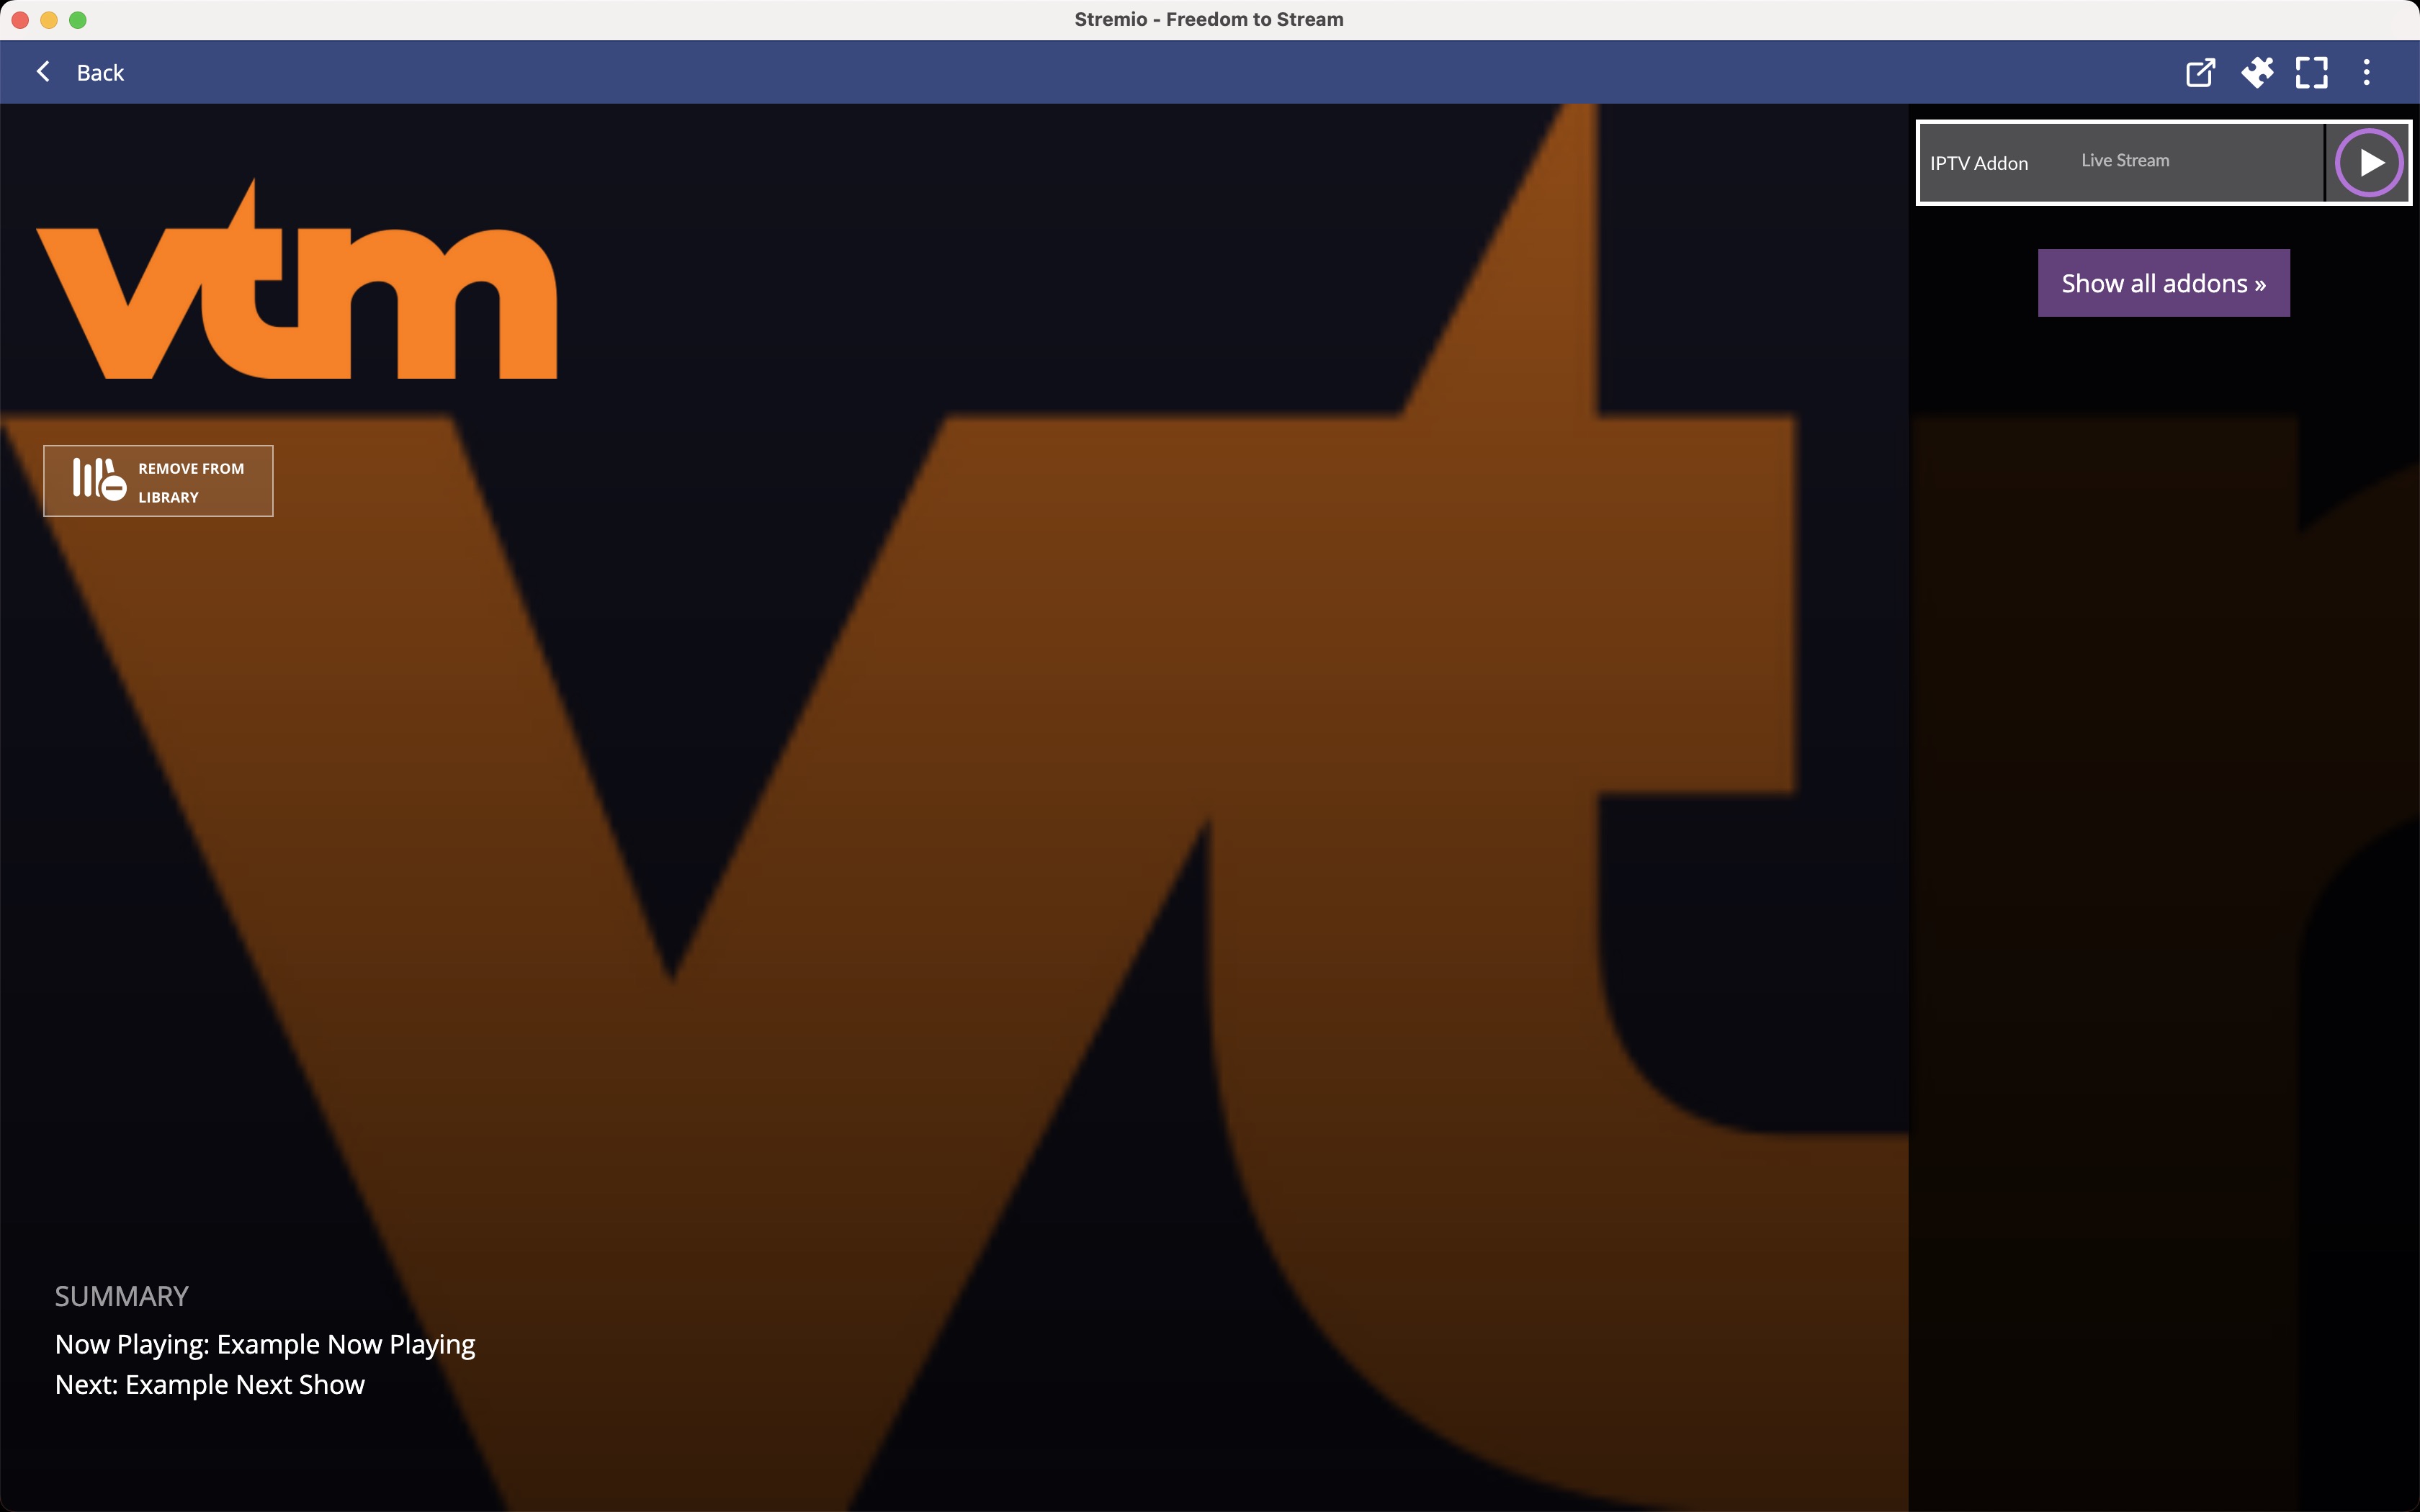 Stremio - Freedom to Stream
Back
vtm
IPTV Addon
Live Stream
Show all addons »
REMOVE FROM
LIBRARY
SUMMARY
Now Playing: Example Now Playing
Next: Example Next Show